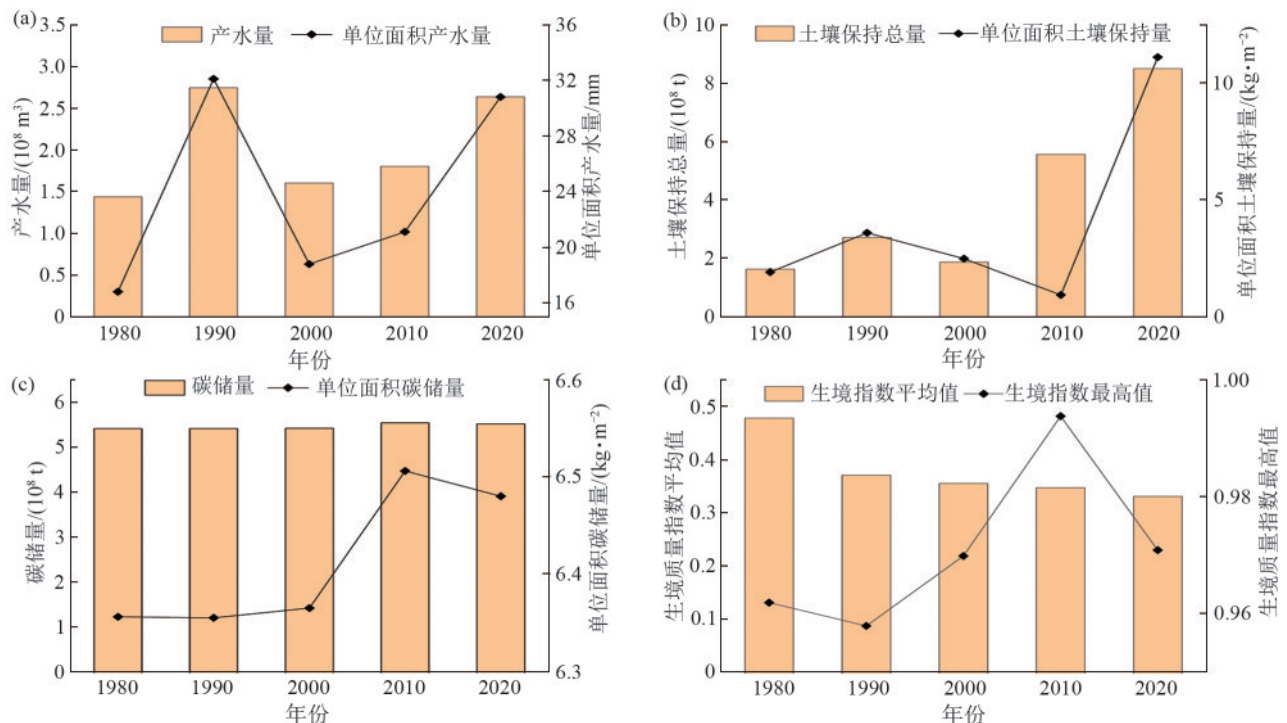 (a)
产水量 单位面积产水量
产水量/(10⁸ m³)
3.5
3.0
2.5
2.0
1.5
1.0
0.5
0
36
32
28
24
20
16
单位面积产水量/mm
1980 1990 2000 2010 2020
年份
(b)
土壤保持总量 单位面积土壤保持量
土壤保持总量/(10⁸ t)
10
8
6
4
2
0
10
5
0
单位面积土壤保持量/(kg·m⁻²)
1980 1990 2000 2010 2020
年份
(c)
碳储量 单位面积碳储量
碳储量/(10⁸ t)
6
5
4
3
2
1
0
6.6
6.5
6.4
6.3
单位面积碳储量/(kg·m⁻²)
1980 1990 2000 2010 2020
年份
(d)
生境指数平均值 生境指数最高值
生境质量指数平均值
0.5
0.4
0.3
0.2
0.1
0
1.00
0.98
0.96
生境质量指数最高值
1980 1990 2000 2010 2020
年份